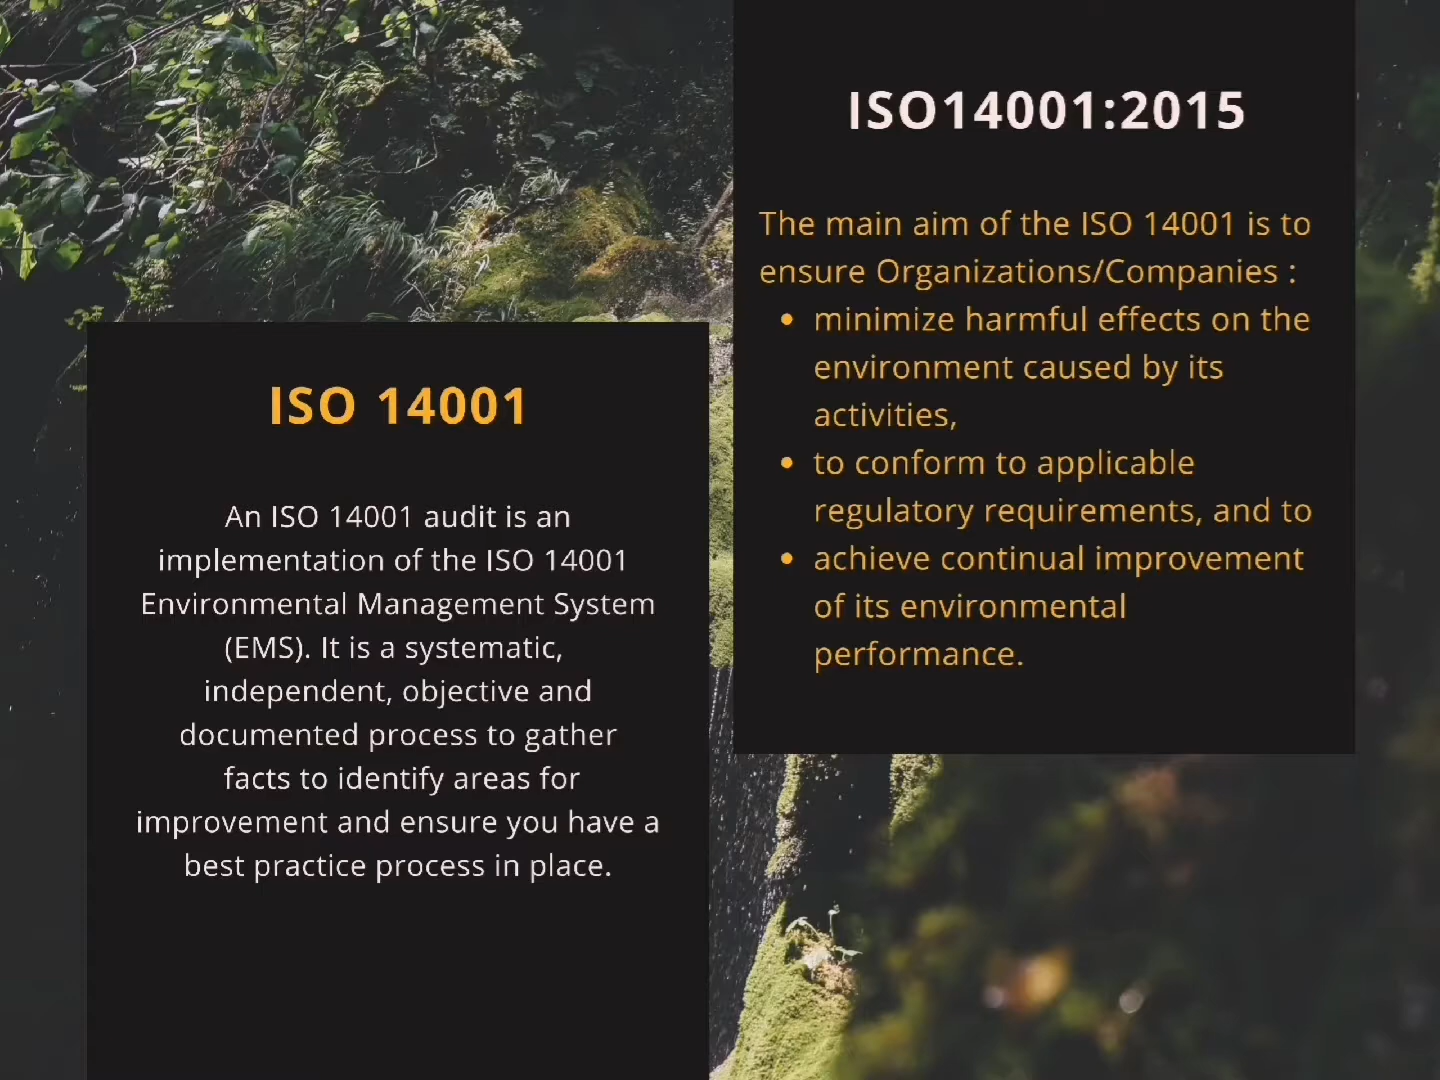 ISO 14001
An ISO 14001 audit is an
implementation of the ISO 14001
Environmental Management System
(EMS). It is a systematic,
independent, objective and
documented process to gather
facts to identify areas for
improvement and ensure you have a
best practice process in place.
ISO14001:2015
The main aim of the ISO 14001 is to
ensure Organizations/Companies :
• minimize harmful effects on the
environment caused by its
activities,
• to conform to applicable
regulatory requirements, and to
• achieve continual improvement
of its environmental
performance.